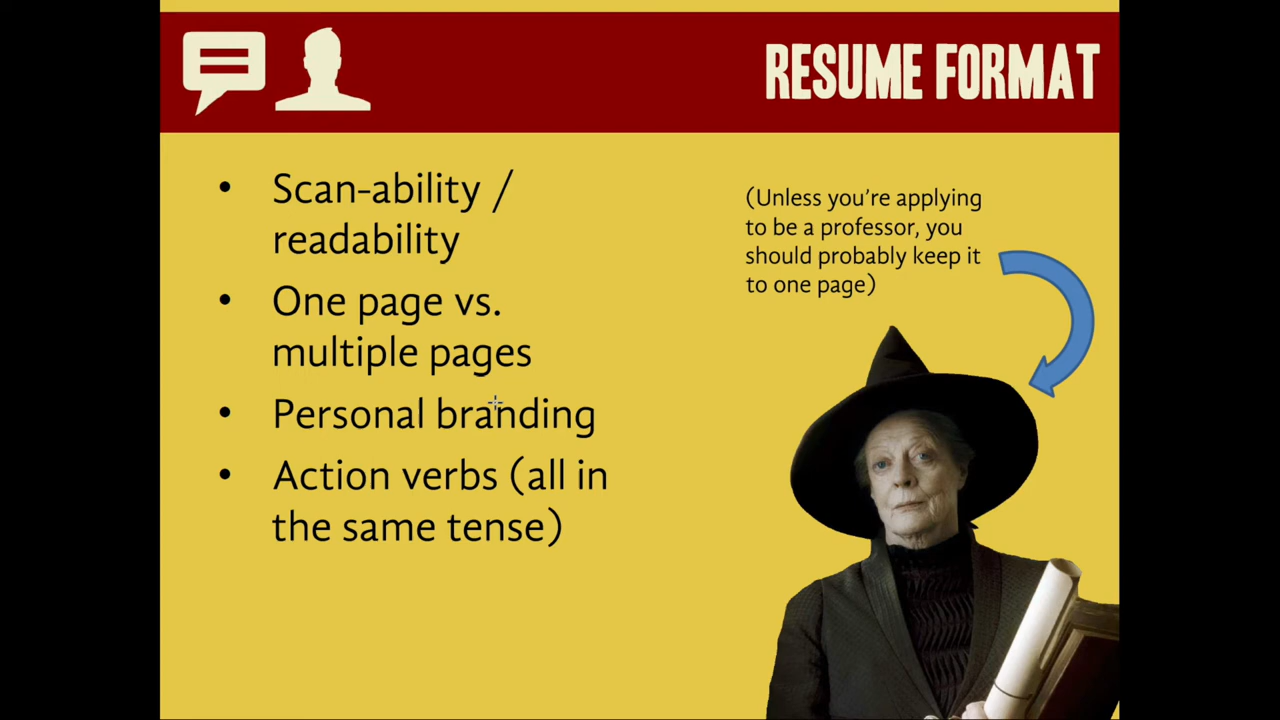 RESUME FORMAT
• Scan-ability /
readability
• One page vs.
multiple pages
• Personal branding
• Action verbs (all in
the same tense)
(Unless you’re applying
to be a professor, you
should probably keep it
to one page)